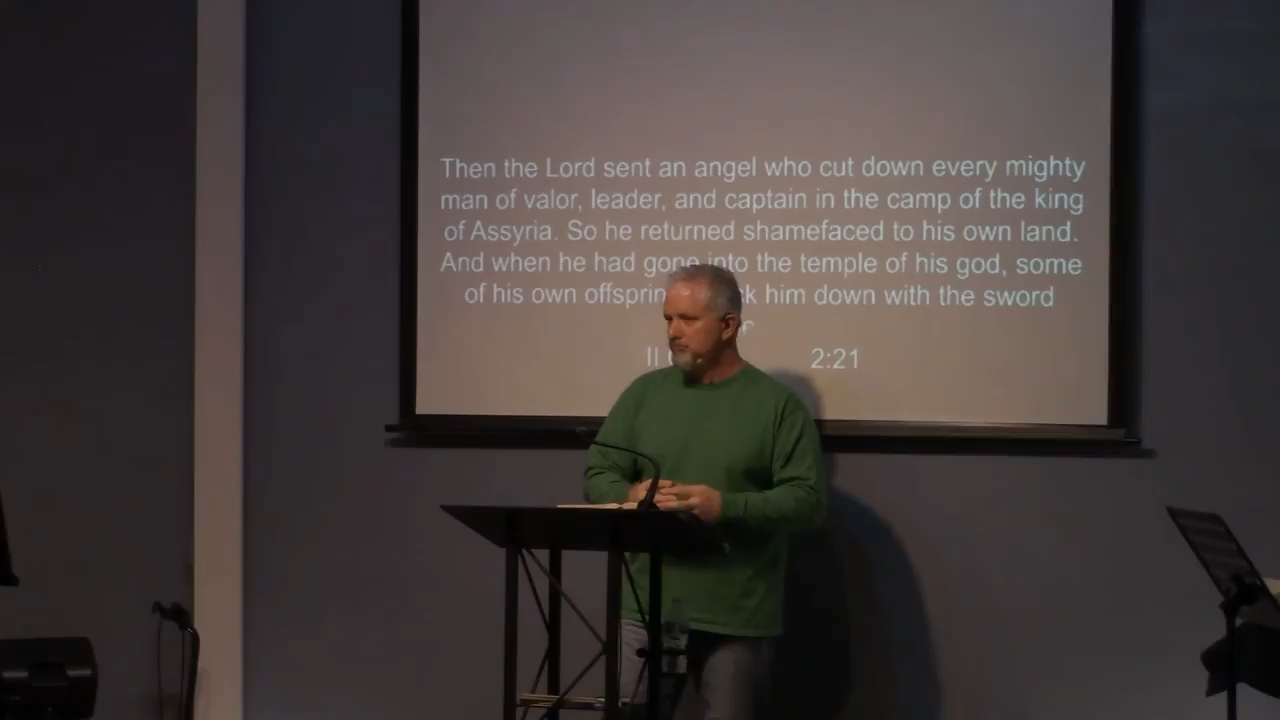 Then the Lord sent an angel who cut down every mighty
man of valor, leader, and captain in the camp of the king
of Assyria. So he returned shamefaced to his own land.
And when he had gone into the temple of his god, some
of his own him down with the sword
II 2:21